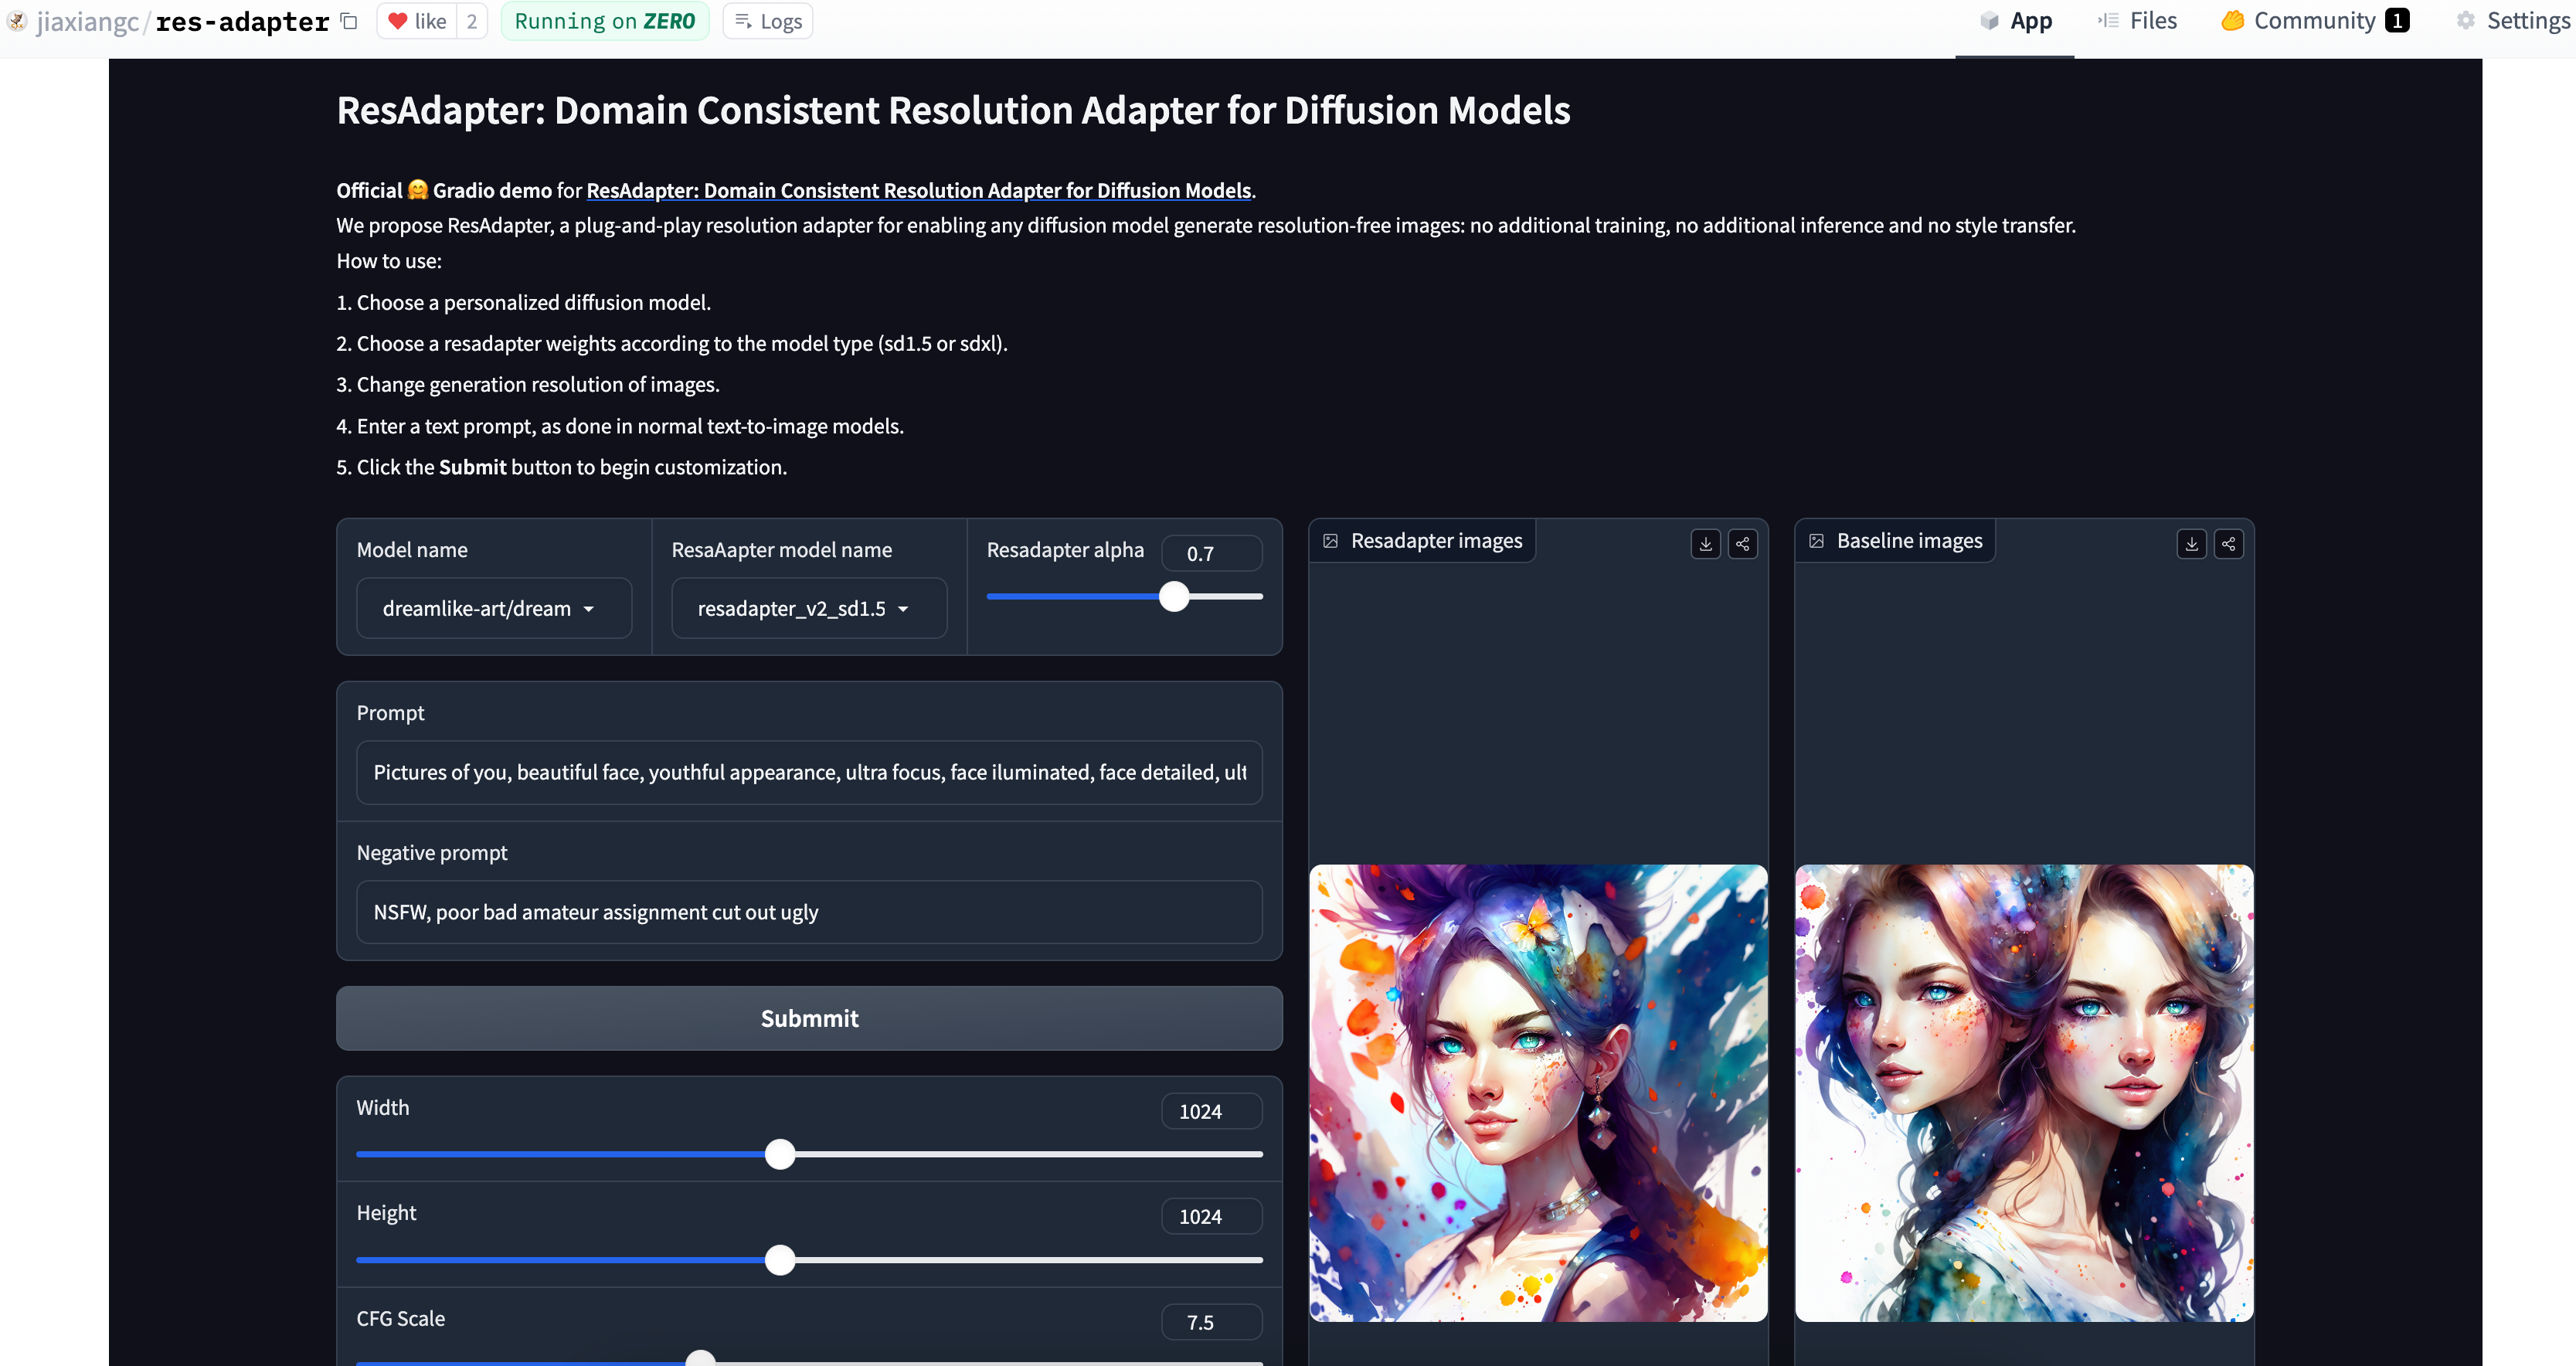 jiaxiangc/res-adapter like 2 Running on ZERO Logs App Files Community 1 Settings
ResAdapter: Domain Consistent Resolution Adapter for Diffusion Models
Official 🤗 Gradio demo for ResAdapter: Domain Consistent Resolution Adapter for Diffusion Models.
We propose ResAdapter, a plug-and-play resolution adapter for enabling any diffusion model generate resolution-free images: no additional training, no additional inference and no style transfer.
How to use:
1. Choose a personalized diffusion model.
2. Choose a resadapter weights according to the model type (sd1.5 or sdxl).
3. Change generation resolution of images.
4. Enter a text prompt, as done in normal text-to-image models.
5. Click the Submit button to begin customization.
Model name
dreamlike-art/dream
ResaAapter model name
resadapter_v2_sd1.5
Resadapter alpha 0.7
Prompt
Pictures of you, beautiful face, youthful appearance, ultra focus, face iluminated, face detailed, ult
Negative prompt
NSFW, poor bad amateur assignment cut out ugly
Submmit
Width 1024
Height 1024
CFG Scale 7.5
Resadapter images
Baseline images